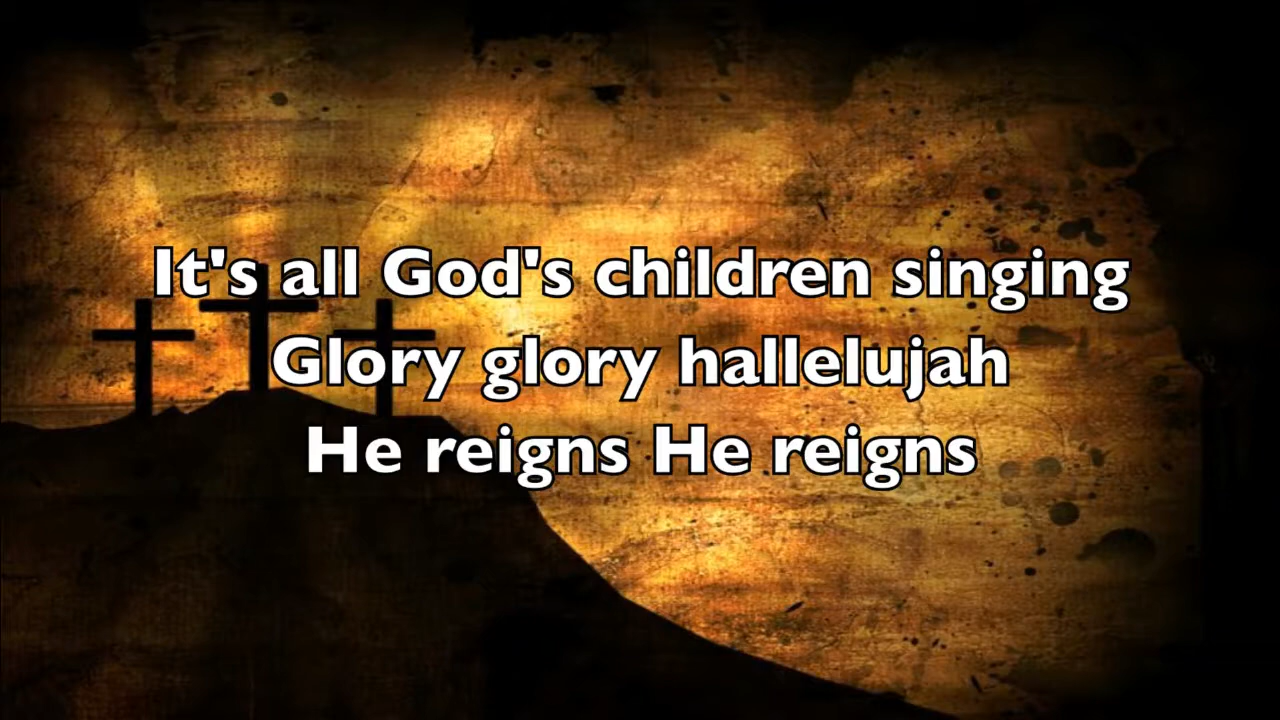 It's all God's children singing
Glory glory hallelujah
He reigns He reigns